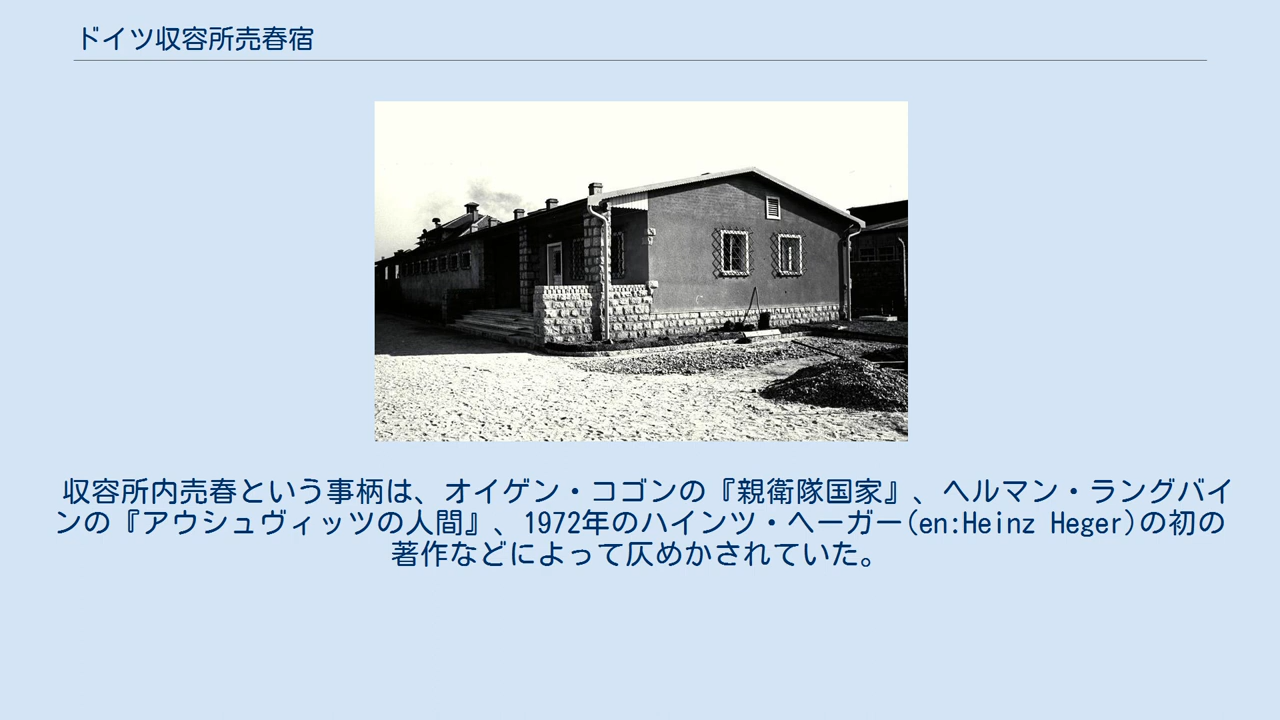 ドイツ収容所売春宿
収容所内売春という事柄は、オイゲン・コゴンの『親衛隊国家』、ヘルマン・ラングバイ
ンの『アウシュヴィッツの人間』、1972年のハインツ・ヘーガー(en:Heinz Heger)の初の
著作などによって仄めかされていた。